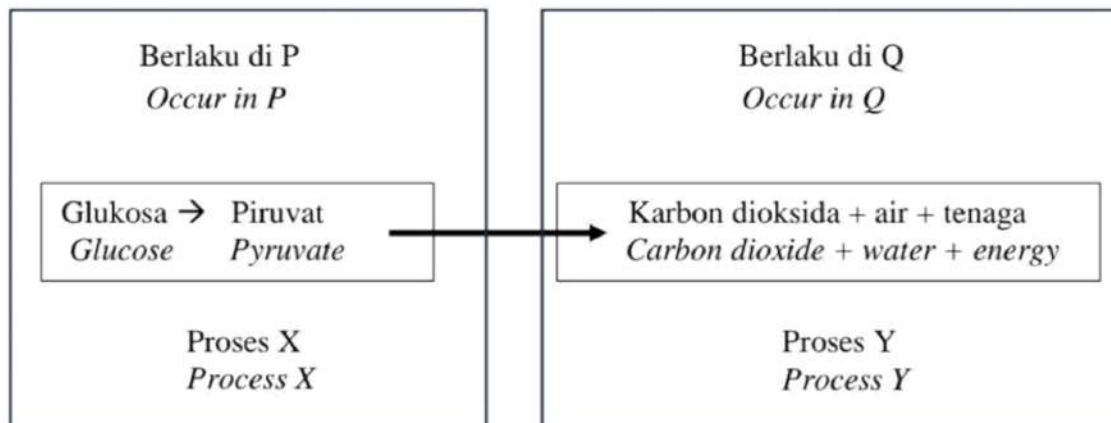 Berlaku di P
Occur in P
Glukosa → Piruvat
Glucose Pyruvate
Proses X
Process X
Berlaku di Q
Occur in Q
Karbon dioksida + air + tenaga
Carbon dioxide + water + energy
Proses Y
Process Y